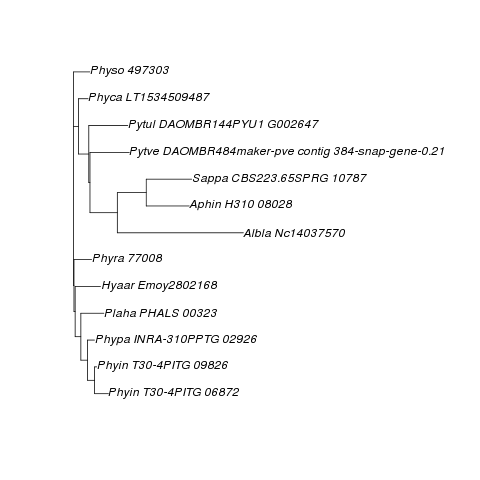 Physo 497303
Phyca LT1534509487
Pytul DAOMBR144PYU1 G002647
Pytve DAOMBR484maker-pve contig 384-snap-gene-0.21
Sappa CBS223.65SPRG 10787
Aphin H310 08028
Albla Nc14037570
Phyra 77008
Hyaar Emoy2802168
Plaha PHALS 00323
Phypa INRA-310PPTG 02926
Phyin T30-4PITG 09826
Phyin T30-4PITG 06872